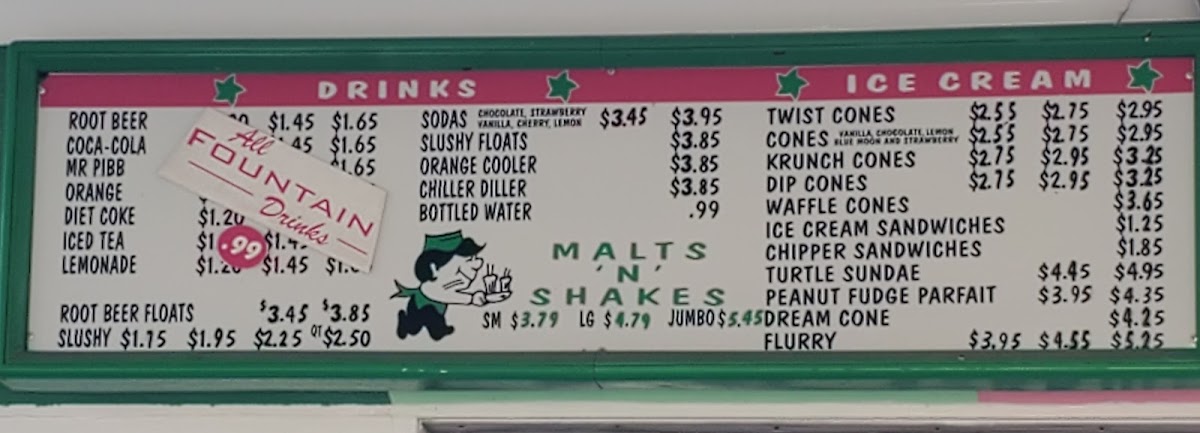 DRINKS
ROOT BEER $1.45 $1.65
COCA-COLA .45 $1.65
MR PIBB $1.65
ORANGE
DIET COKE $1.20
ICED TEA
LEMONADE $1.20 $1.45
All
FOUNTAIN
Drinks
.99
ROOT BEER FLOATS $3.45 $3.85
SLUSHY $1.75 $1.95 $2.25 QT $2.50
SODAS CHOCOLATE, STRAWBERRY VANILLA, CHERRY, LEMON $3.45 $3.95
SLUSHY FLOATS $3.85
ORANGE COOLER $3.85
CHILLER DILLER $3.85
BOTTLED WATER .99
MALTS
'N'
SHAKES
SM $3.79 LG $4.79 JUMBO $5.45
ICE CREAM
TWIST CONES $2.55 $2.75 $2.95
CONES VANILLA, CHOCOLATE, LEMON BLUE MOON AND STRAWBERRY $2.55 $2.75 $2.95
KRUNCH CONES $2.75 $2.95 $3.25
DIP CONES $2.75 $2.95 $3.25
WAFFLE CONES $3.65
ICE CREAM SANDWICHES $1.25
CHIPPER SANDWICHES $1.85
TURTLE SUNDAE $4.45 $4.95
PEANUT FUDGE PARFAIT $3.95 $4.35
DREAM CONE $4.25
FLURRY $3.95 $4.55 $5.25